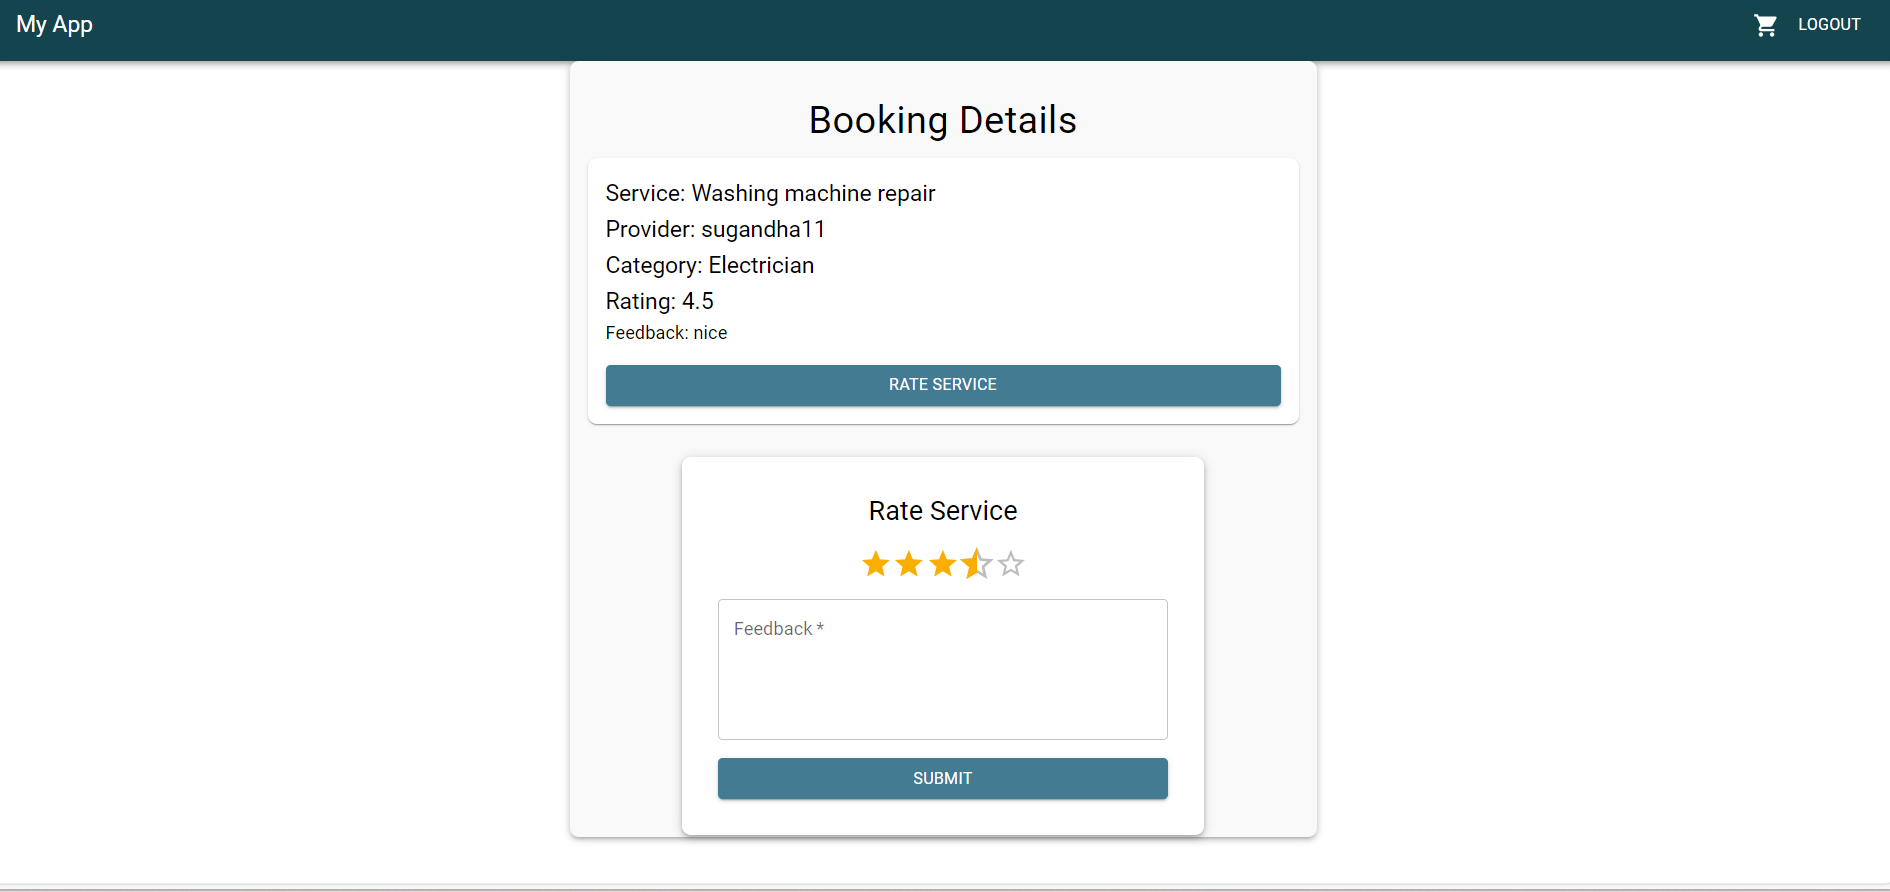 My App
LOGOUT
Booking Details
Service: Washing machine repair
Provider: sugandha11
Category: Electrician
Rating: 4.5
Feedback: nice
RATE SERVICE
Rate Service
Feedback *
SUBMIT